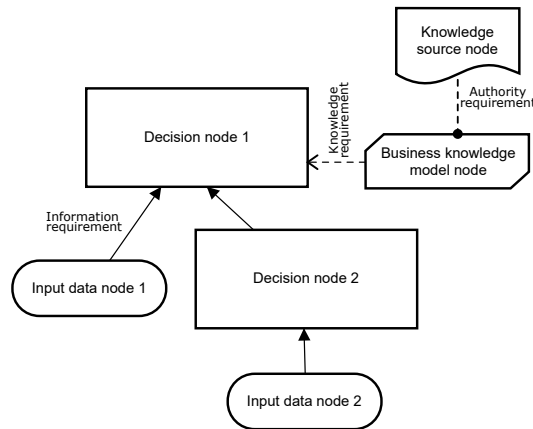 Knowledge
source node
Authority
requirement
Knowledge
requirement
Decision node 1
Business knowledge
model node
Information
requirement
Input data node 1
Decision node 2
Input data node 2